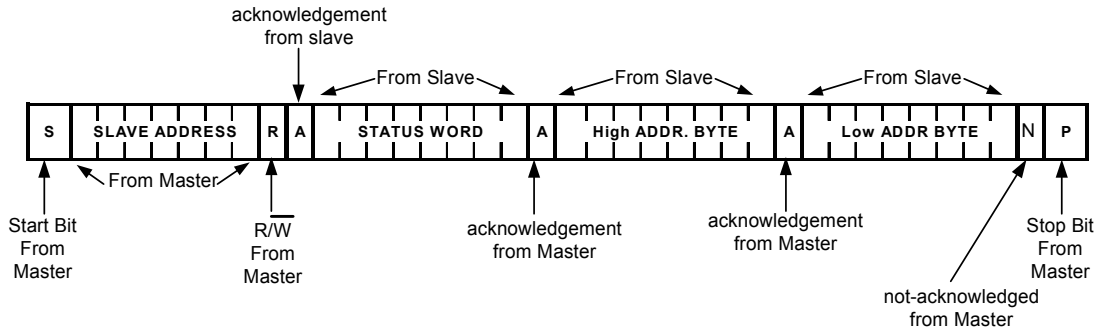 acknowledgement
from slave
From Slave
From Slave
From Slave
S SLAVE ADDRESS R A STATUS WORD A High ADDR. BYTE A Low ADDR BYTE N P
From Master
Start Bit
From
Master
R/W̅
From
Master
acknowledgement
from Master
acknowledgement
from Master
Stop Bit
From
Master
not-acknowledged
from Master